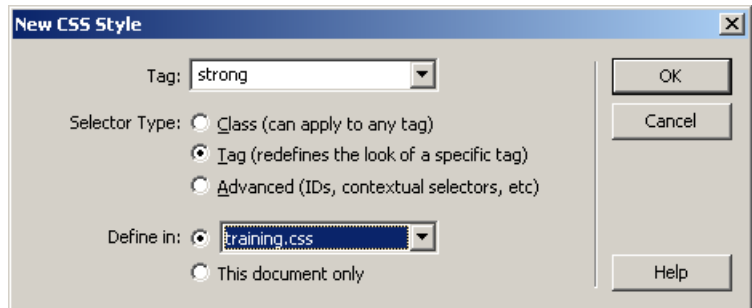 New CSS Style
Tag: strong
OK
Selector Type: Class (can apply to any tag)
Cancel
Tag (redefines the look of a specific tag)
Advanced (IDs, contextual selectors, etc)
Define in: training.css
This document only
Help